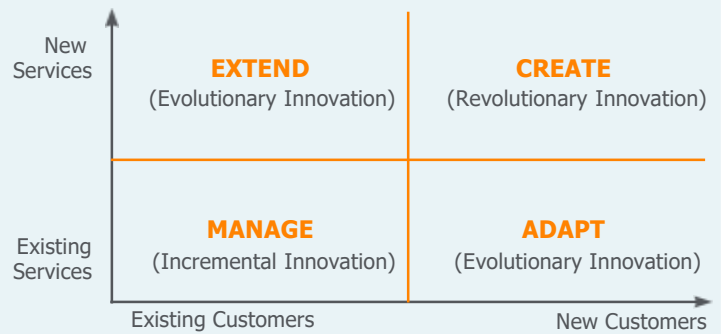 New
Services
EXTEND
(Evolutionary Innovation)
CREATE
(Revolutionary Innovation)
Existing
Services
MANAGE
(Incremental Innovation)
ADAPT
(Evolutionary Innovation)
Existing Customers
New Customers